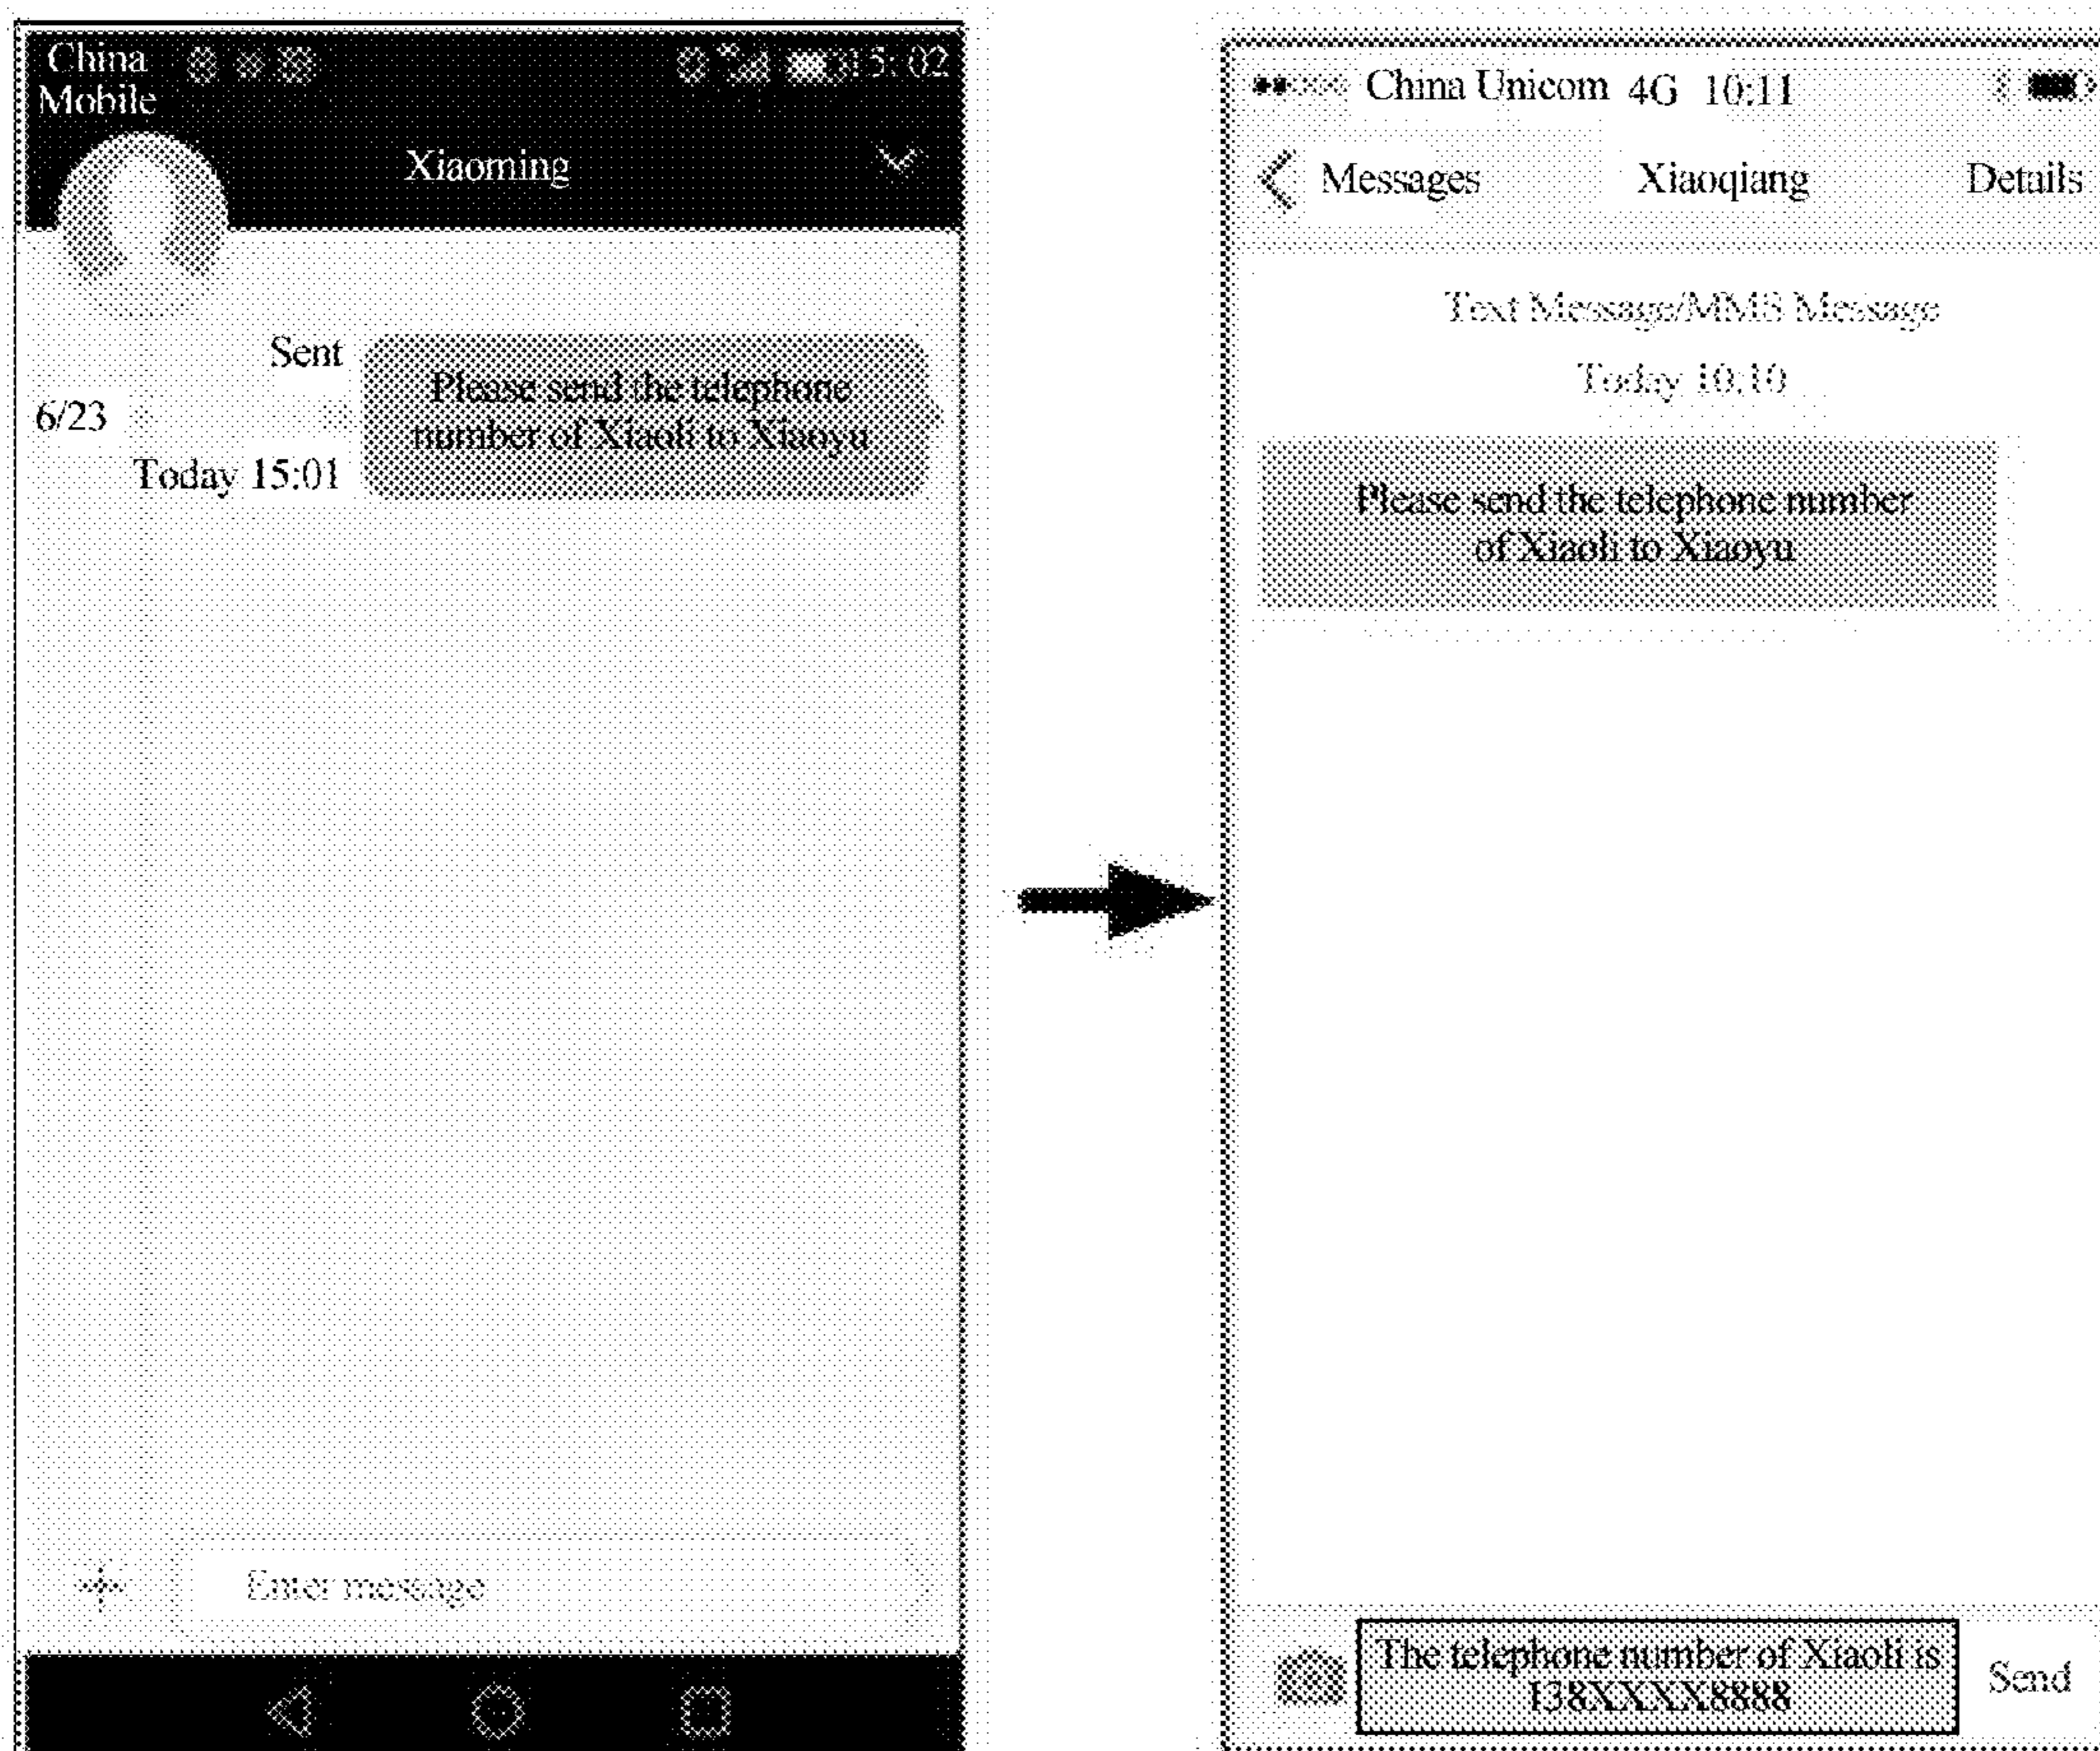 China
Mobile
15:02
Xiaoming
Sent
Please send the telephone
number of Xiaoli to Xiaoyu
6/23
Today 15:01
Enter message
China Unicom 4G 10:11
Messages Xiaoqiang Details
Text Message/MMS Message
Today 10:10
Please send the telephone number
of Xiaoli to Xiaoyu
The telephone number of Xiaoli is
138XXXX8888
Send